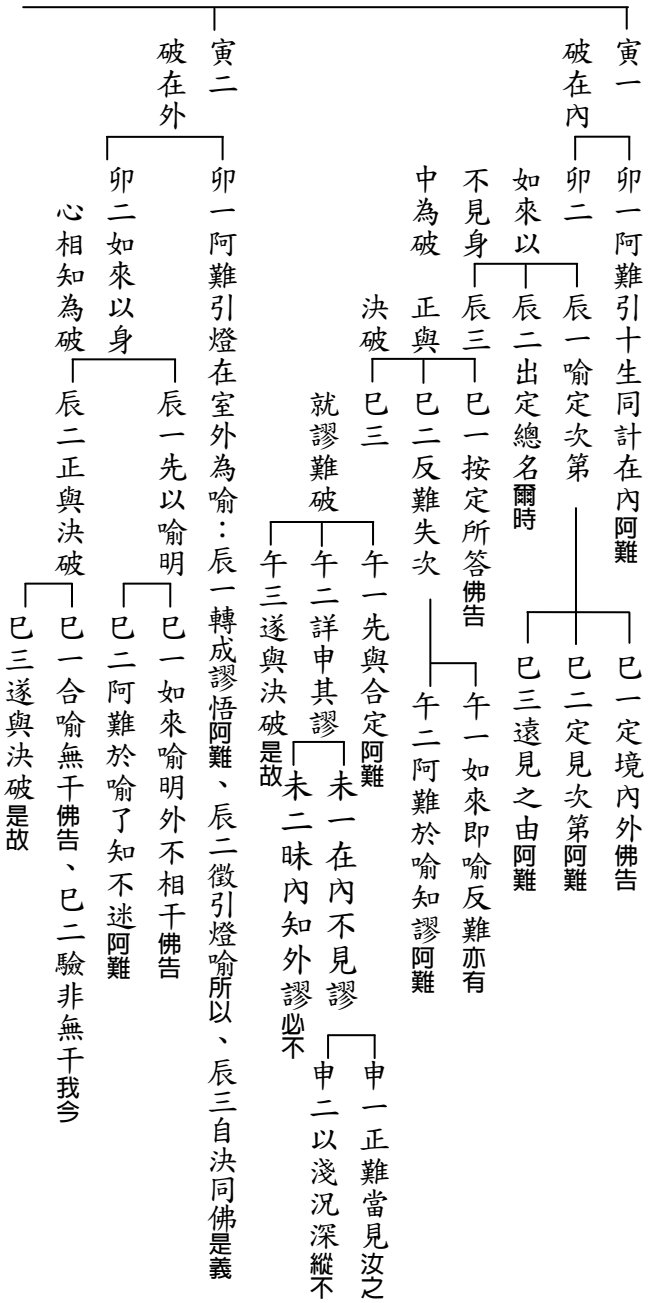 寅一
破在內
卯一阿難引十生同計在內阿難
卯二
如來以
不見身
中為破
辰一喻定次第
巳一定境內外佛告
巳二定見次第阿難
巳三遠見之由阿難
辰二出定總名爾時
辰三
正與
決破
巳一按定所答佛告
巳二反難失次
午一如來即喻反難亦有
午二阿難於喻知謬阿難
巳三
就謬難破
午一先與合定阿難
午二詳申其謬
未一在內不見謬
申一正難當見汝之
申二以淺況深縱不
未二昧內知外謬必不
午三遂與決破是故
寅二
破在外
卯一阿難引燈在室外為喻：辰一轉成謬悟阿難、辰二徵引燈喻所以、辰三自決同佛是義
卯二如來以身
心相知為破
辰一先以喻明
巳一如來喻明外不相干佛告
巳二阿難於喻了知不迷阿難
辰二正與決破
巳一合喻無干佛告、巳二驗非無干我今
巳三遂與決破是故